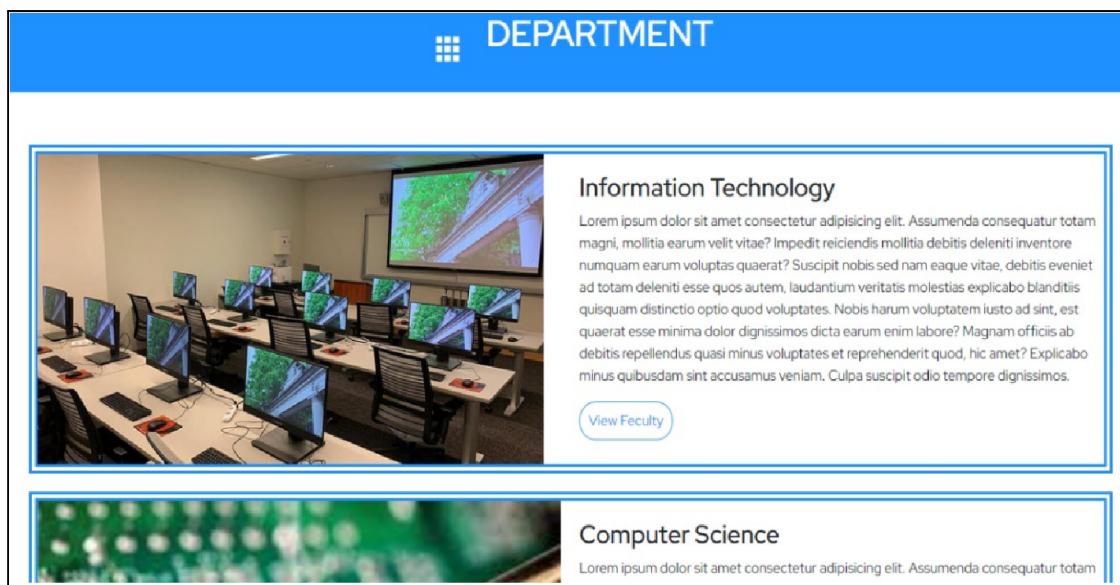 DEPARTMENT
Information Technology
Lorem ipsum dolor sit amet consectetur adipisicing elit. Assumenda consequatur totam
magni, mollitia earum velit vitae? Impedit reiciendis mollitia debitis deleniti inventore
numquam earum voluptas quaerat? Suscipit nobis sed nam eaque vitae, debitis eveniet
ad totam deleniti esse quos autem, laudantium veritatis molestias explicabo blanditiis
quisquam distinctio optio quod voluptates. Nobis harum voluptatem iusto ad sint, est
quaerat esse minima dolor dignissimos dicta earum enim labore? Magnam officiis ab
debitis repellendus quasi minus voluptates et reprehenderit quod, hic amet? Explicabo
minus quibusdam sint accusamus veniam. Culpa suscipit odio tempore dignissimos.
View Feculty
Computer Science
Lorem ipsum dolor sit amet consectetur adipisicing elit. Assumenda consequatur totam